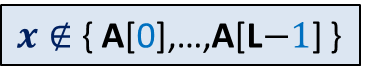 x ∉ { A[0],...,A[L−1] }